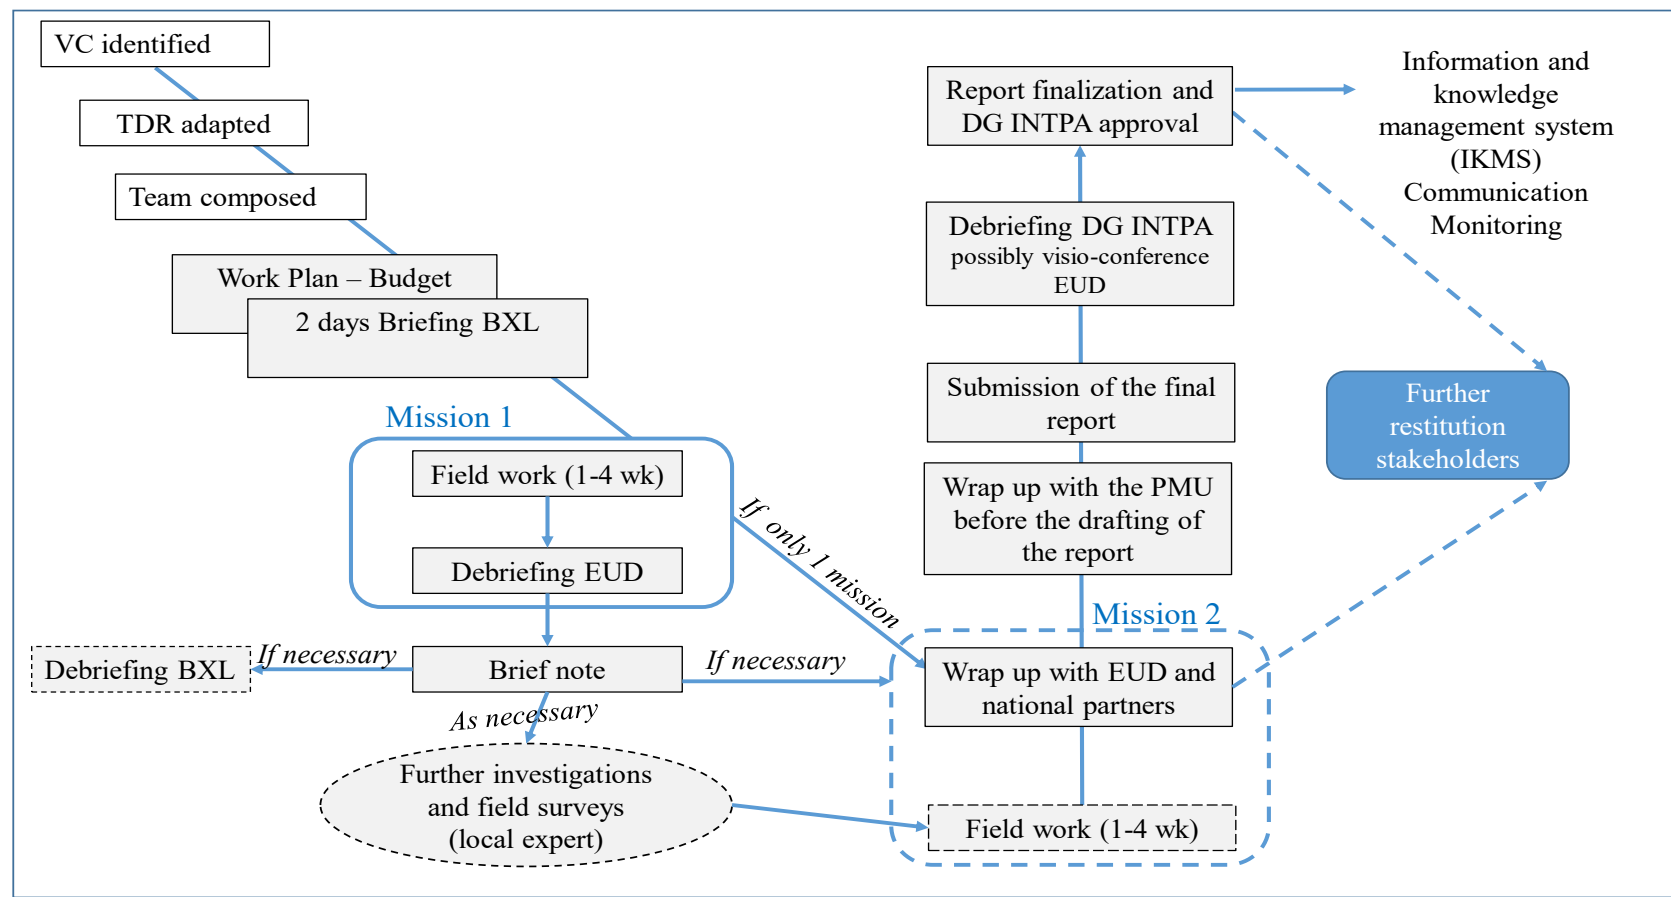 VC identified
TDR adapted
Team composed
Work Plan – Budget
2 days Briefing BXL
Mission 1
Field work (1-4 wk)
Debriefing EUD
If only 1 mission
Debriefing BXL
If necessary
Brief note
If necessary
As necessary
Further investigations
and field surveys
(local expert)
Report finalization and
DG INTPA approval
Debriefing DG INTPA
possibly visio-conference
EUD
Submission of the final
report
Wrap up with the PMU
before the drafting of
the report
Mission 2
Wrap up with EUD and
national partners
Field work (1-4 wk)
Information and
knowledge
management system
(IKMS)
Communication
Monitoring
Further
restitution
stakeholders